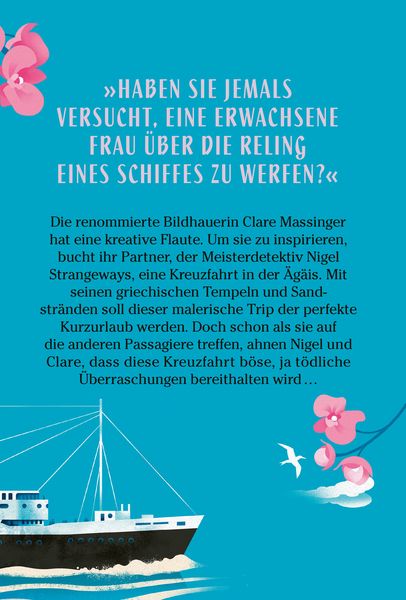 »HABEN SIE JEMALS
VERSUCHT, EINE ERWACHSENE
FRAU ÜBER DIE RELING
EINES SCHIFFES ZU WERFEN?«
Die renommierte Bildhauerin Clare Massinger
hat eine kreative Flaute. Um sie zu inspirieren,
bucht ihr Partner, der Meisterdetektiv Nigel
Strangeways, eine Kreuzfahrt in der Ägäis. Mit
seinen griechischen Tempeln und Sand-
stränden soll dieser malerische Trip der perfekte
Kurzurlaub werden. Doch schon als sie auf
die anderen Passagiere treffen, ahnen Nigel und
Clare, dass diese Kreuzfahrt böse, ja tödliche
Überraschungen bereithalten wird …